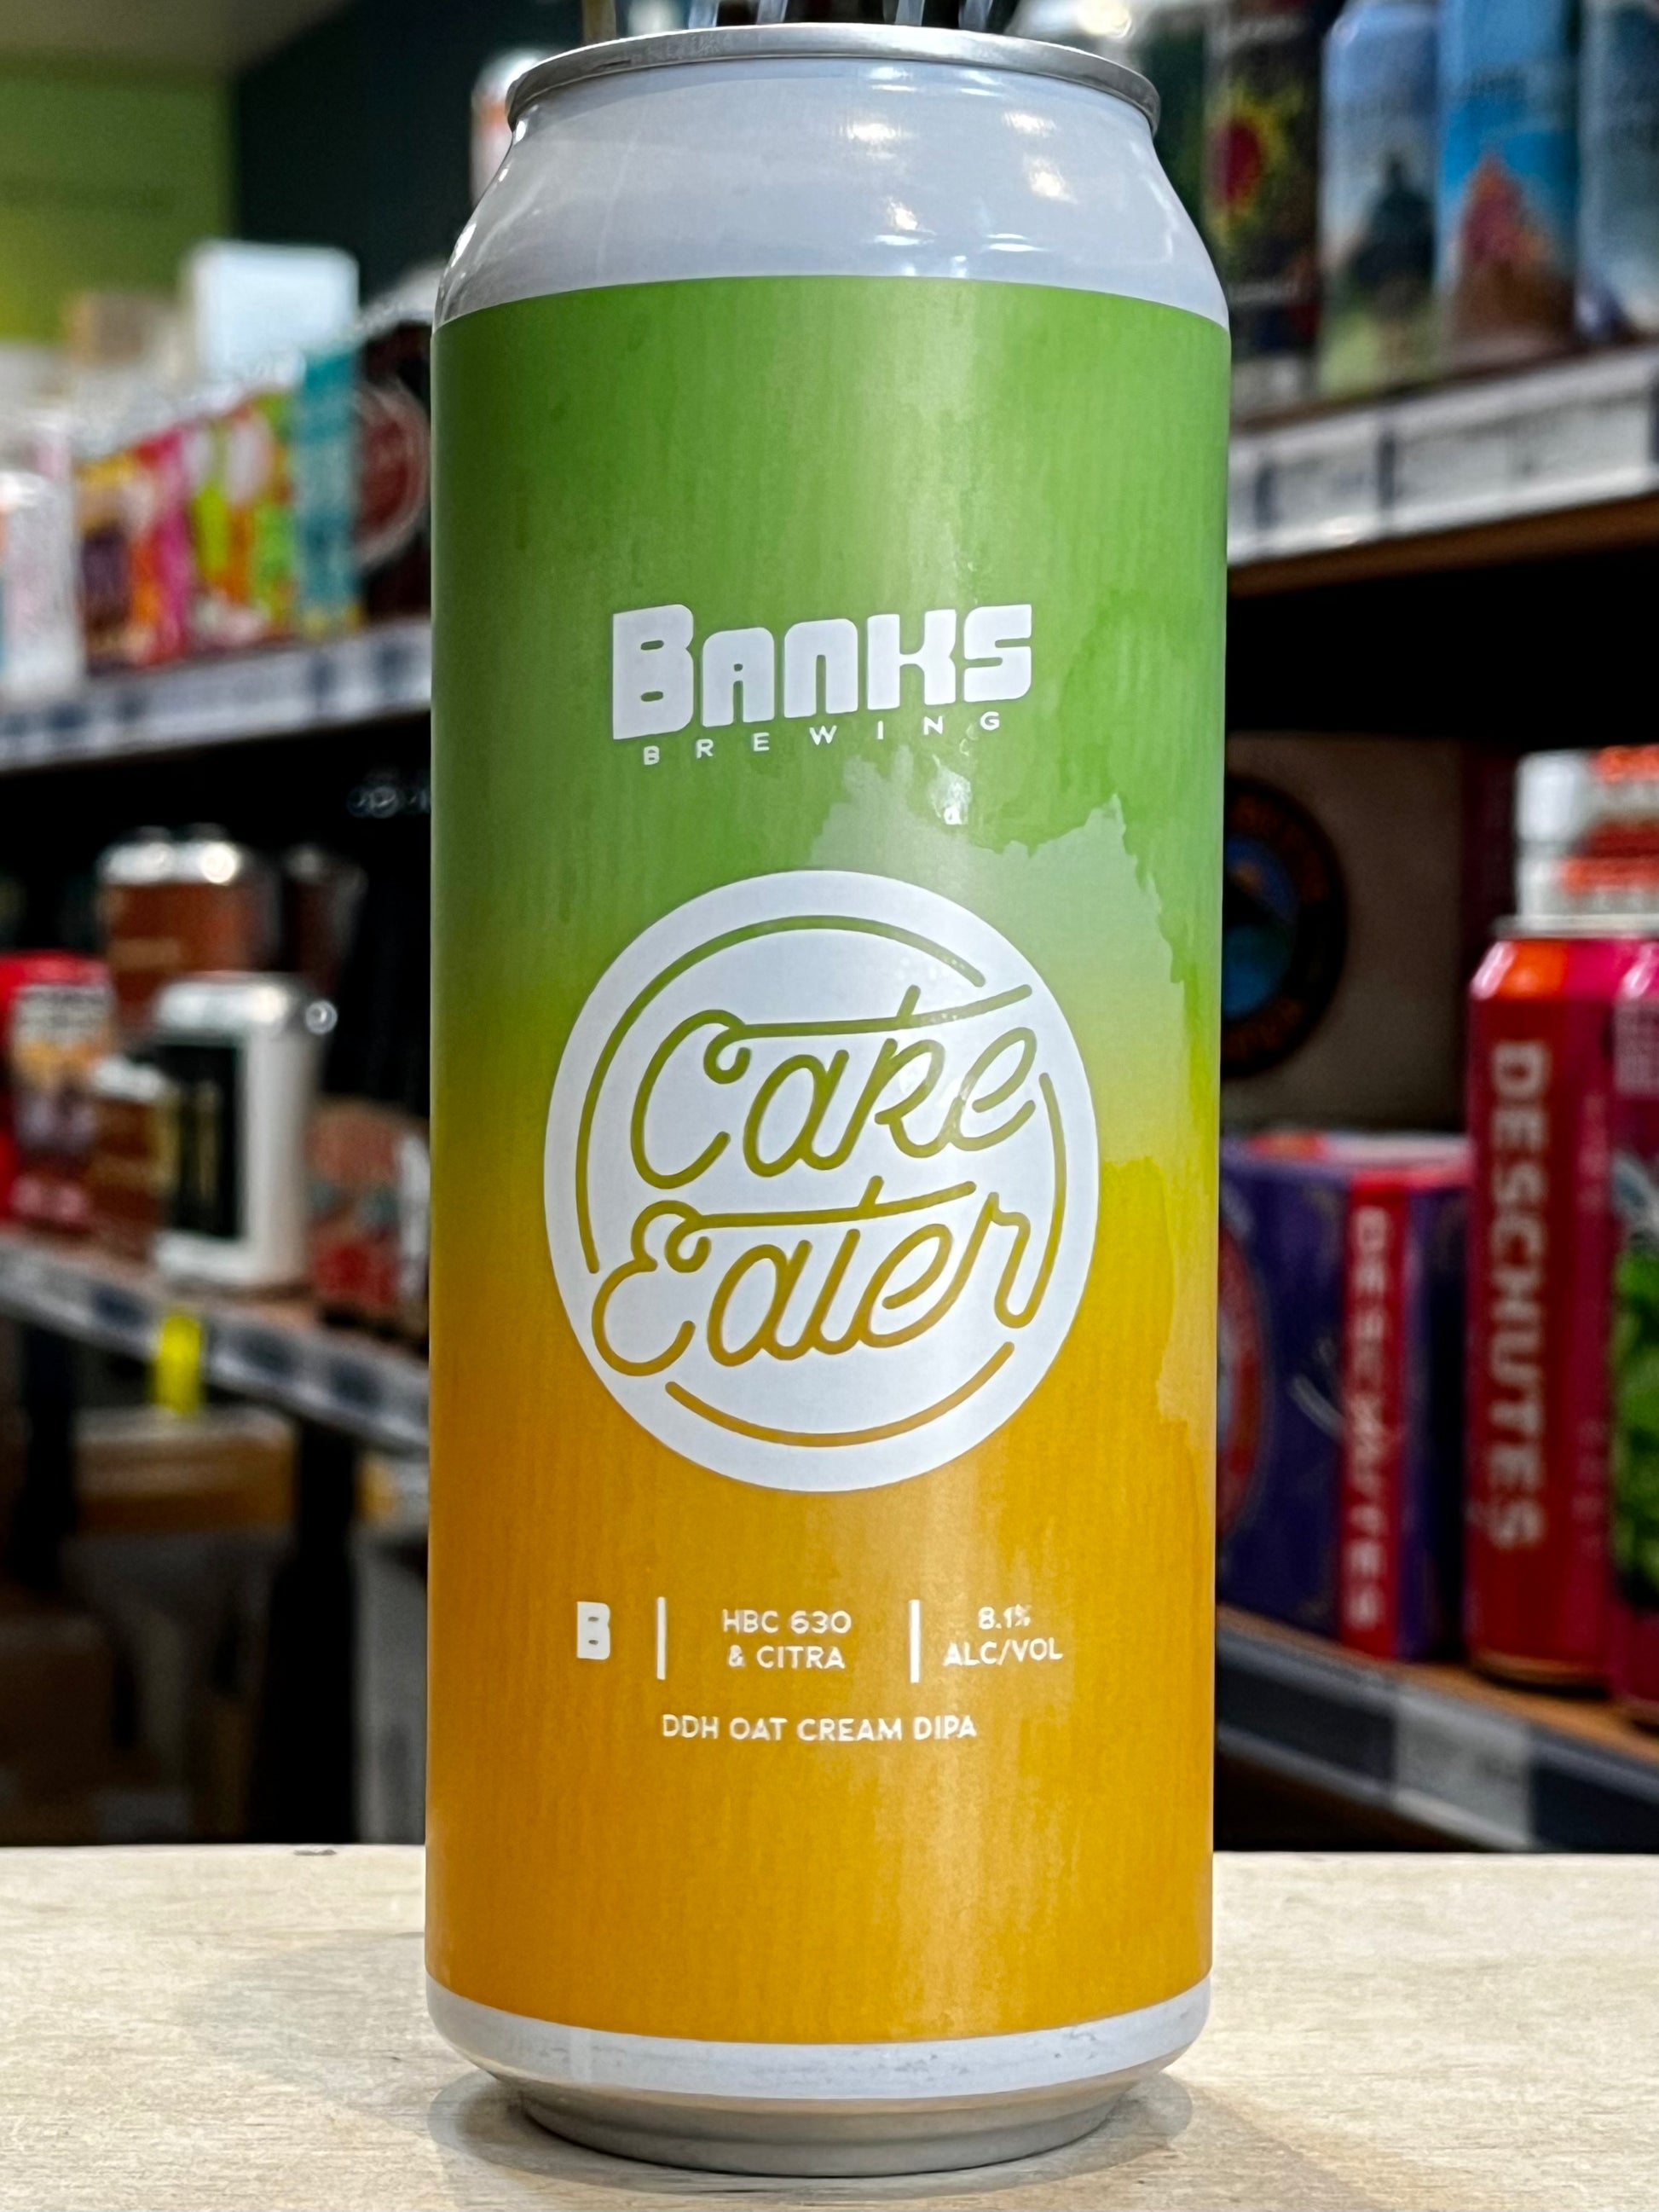 BANKS
BREWING
Cake
Eater
B
HBC 630
& CITRA
8.1%
ALC/VOL
DDH OAT CREAM DIPA
DESCHUTES
DESCHUTES